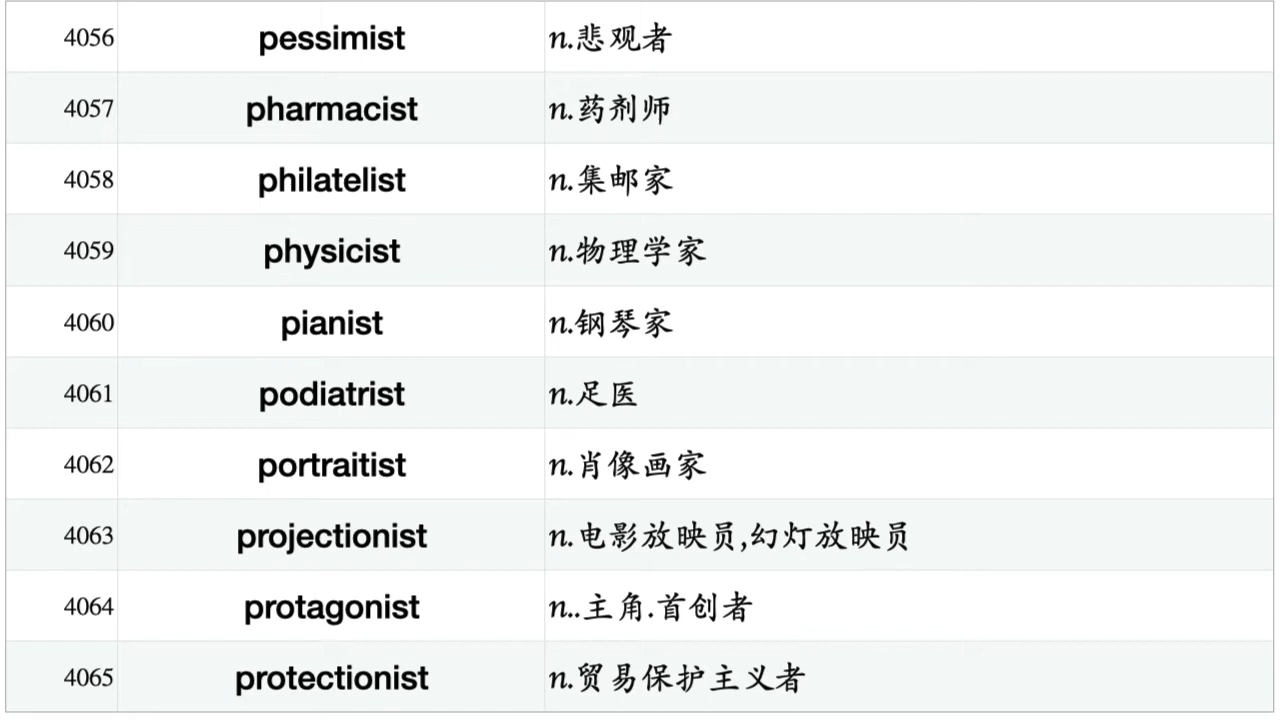 4056 pessimist n.悲观者
4057 pharmacist n.药剂师
4058 philatelist n.集邮家
4059 physicist n.物理学家
4060 pianist n.钢琴家
4061 podiatrist n.足医
4062 portraitist n.肖像画家
4063 projectionist n.电影放映员,幻灯放映员
4064 protagonist n..主角.首创者
4065 protectionist n.贸易保护主义者